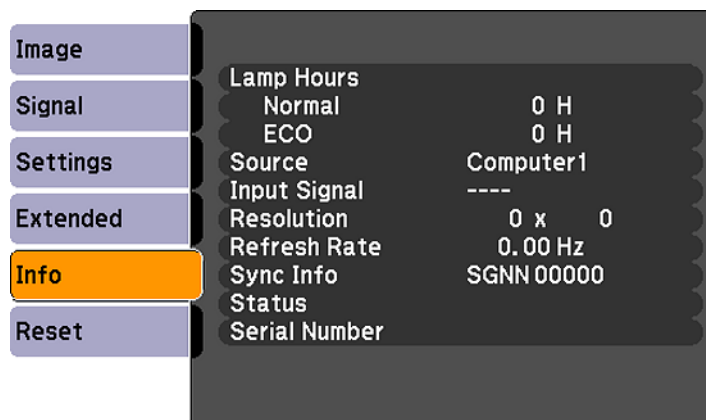 Image
Signal
Settings
Extended
Info
Reset
Lamp Hours
Normal 0 H
ECO 0 H
Source Computer1
Input Signal ----
Resolution 0 x 0
Refresh Rate 0.00 Hz
Sync Info SGNN 00000
Status
Serial Number